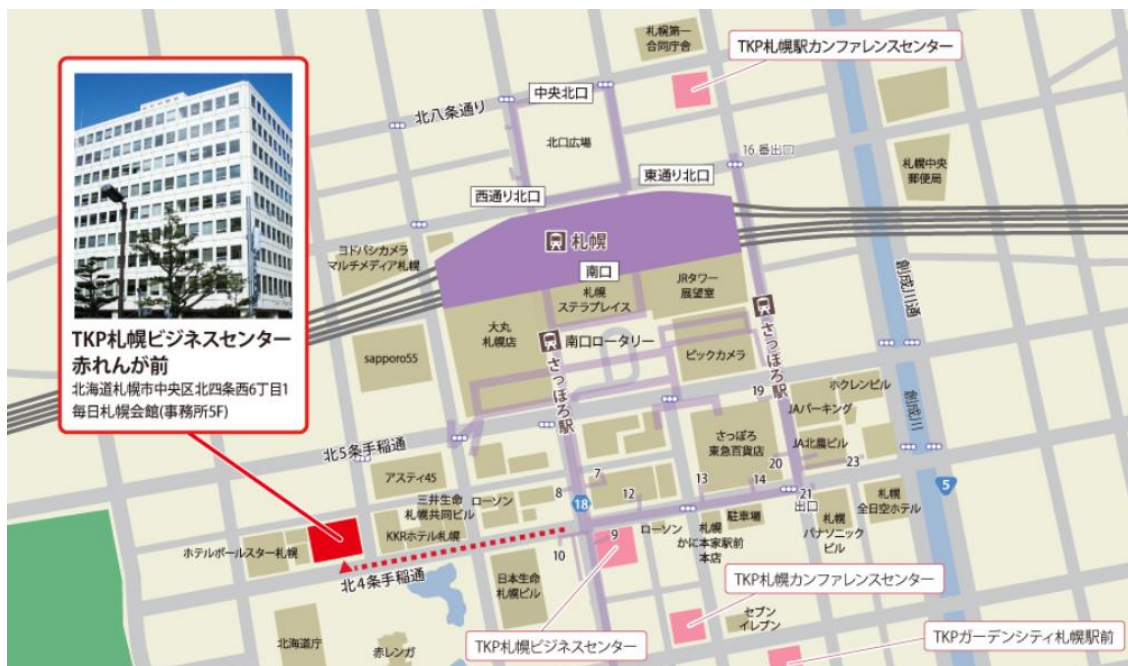 TKP札幌ビジネスセンター
赤れんが前
北海道札幌市中央区北四条西6丁目1
毎日札幌会館(事務所5F)
札幌第一
合同庁舎
TKP札幌駅カンファレンスセンター
中央北口
北八条通り
北口広場
16番出口
東通り北口
西通り北口
札幌中央
郵便局
ヨドバシカメラ
マルチメディア札幌
札幌
南口
札幌
ステラプレイス
JRタワー
展望室
創成川通
大丸
札幌店
南口ロータリー
さっぽろ駅
さっぽろ駅
ビックカメラ
sapporo55
19
ホクレンビル
創成川
JAパーキング
さっぽろ
東急百貨店
JA北農ビル
北5条手稲通
20
23
アスティ45
7
13
14
三井生命
札幌共同ビル
ローソン
8
18
12
21
出口
札幌
全日空ホテル
5
KKRホテル札幌
9
ローソン
札幌
かに本家駅前
本店
駐車場
札幌
パナソニック
ビル
ホテルポールスター札幌
10
北4条手稲通
日本生命
札幌ビル
TKP札幌カンファレンスセンター
セブン
イレブン
北海道庁
赤レンガ
TKP札幌ビジネスセンター
TKPガーデンシティ札幌駅前